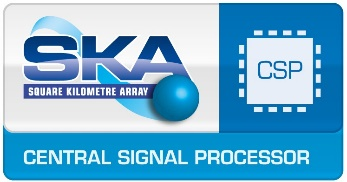 SKA
SQUARE KILOMETRE ARRAY
CSP
CENTRAL SIGNAL PROCESSOR